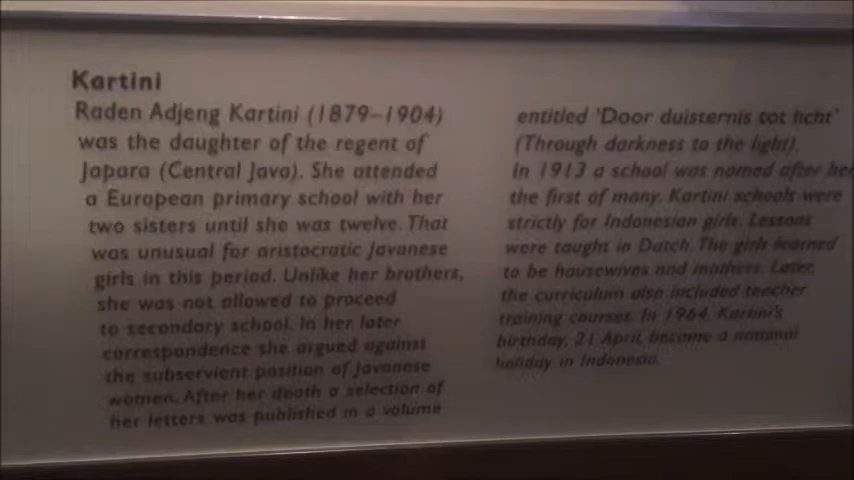 Kartini
Raden Adjeng Kartini (1879–1904)
was the daughter of the regent of
Japara (Central Java). She attended
a European primary school with her
two sisters until she was twelve. That
was unusual for aristocratic Javanese
girls in this period. Unlike her brothers,
she was not allowed to proceed
to secondary school. In her later
correspondence she argued against
the subservient position of Javanese
women. After her death a selection of
her letters was published in a volume
entitled 'Door duisternis tot licht'
(Through darkness to the light).
In 1913 a school was named after her,
the first of many. Kartini schools were
strictly for Indonesian girls. Lessons
were taught in Dutch. The girls learned
to be housewives and mothers. Later,
the curriculum also included teacher
training courses. In 1964, Kartini's
birthday, 21 April, became a national
holiday in Indonesia.